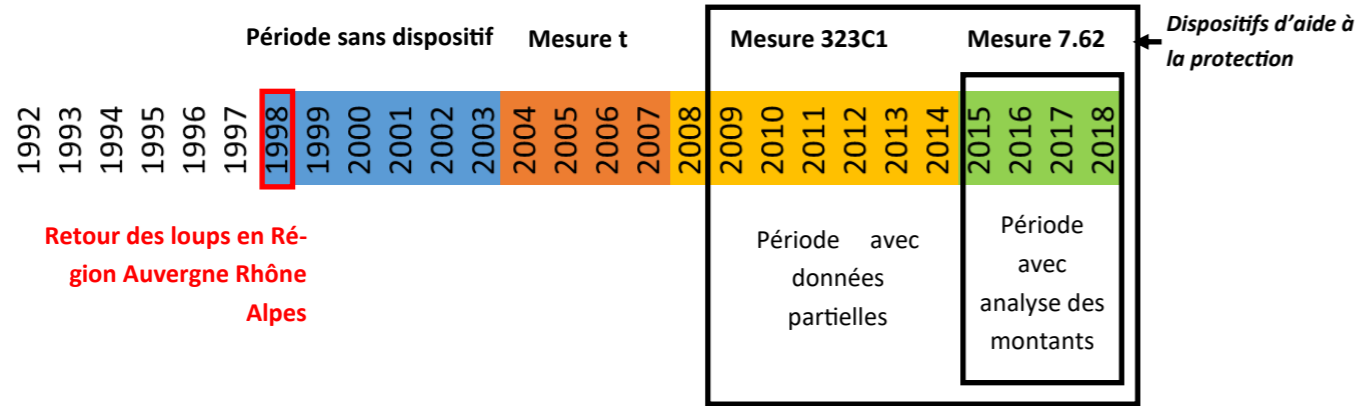 Période sans dispositif Mesure t Mesure 323C1 Mesure 7.62
Dispositifs d’aide à
la protection
1992 1993 1994 1995 1996 1997 1998 1999 2000 2001 2002 2003 2004 2005 2006 2007 2008 2009 2010 2011 2012 2013 2014 2015 2016 2017 2018
Retour des loups en Ré-
gion Auvergne Rhône
Alpes
Période avec
données
partielles
Période
avec
analyse des
montants